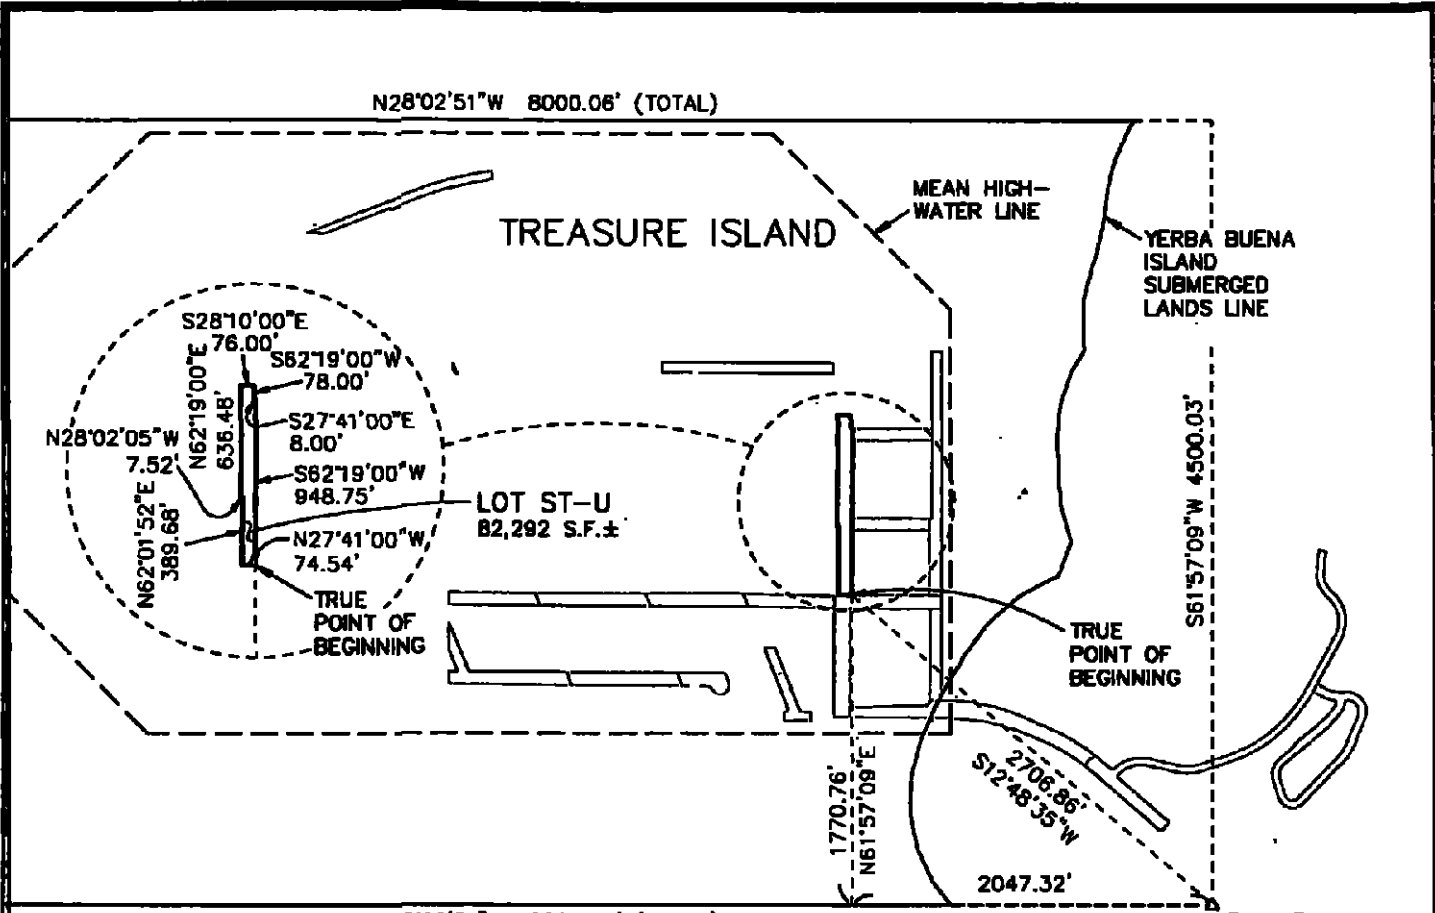 N28°02'51"W 8000.06' (TOTAL)
TREASURE ISLAND
MEAN HIGH-
WATER LINE
YERBA BUENA
ISLAND
SUBMERGED
LANDS LINE
S28°10'00"E
76.00'
S62°19'00"W
78.00'
N62°19'00"E
636.48'
S27°41'00"E
8.00'
N28°02'05"W
7.52'
S62°19'00"W
948.75'
LOT ST-U
82,292 S.F.±
N62°01'52"E
389.68'
N27°41'00"W
74.54'
TRUE
POINT OF
BEGINNING
TRUE
POINT OF
BEGINNING
S61°57'09"W 4500.03'
1770.76'
N61°57'09"E
2706.86'
S12°48'35"W
2047.32'